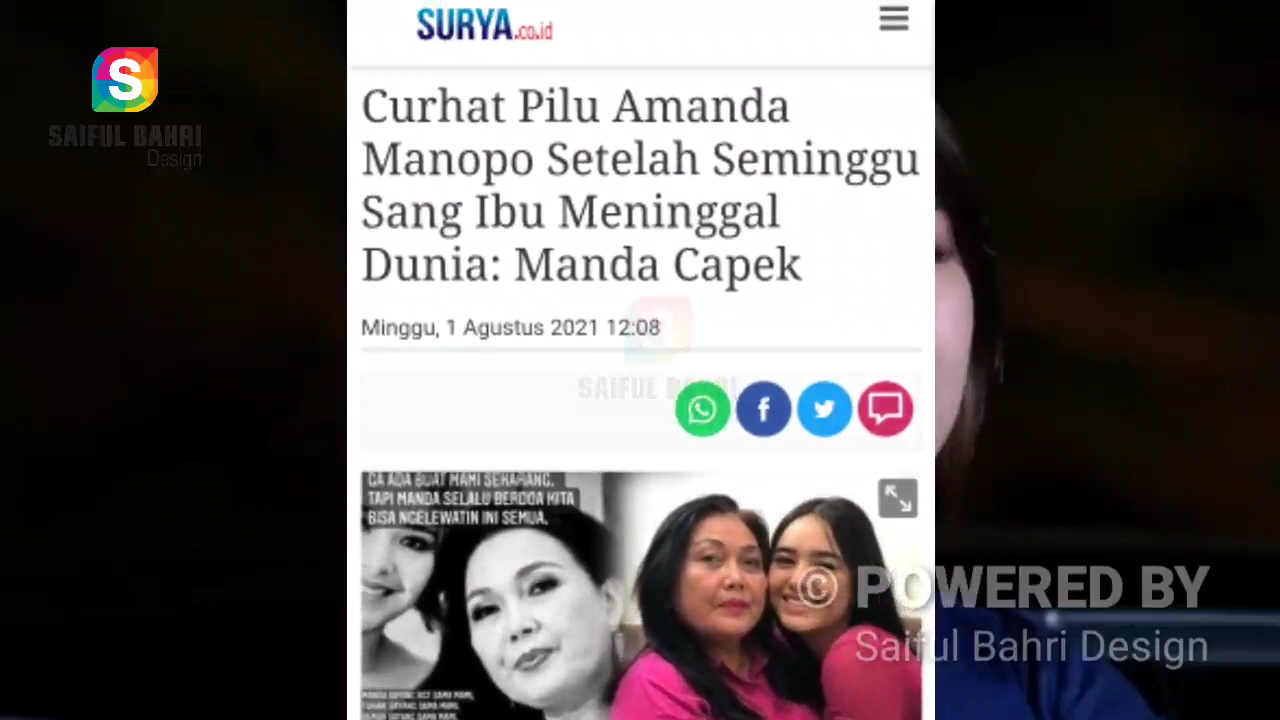 SURYA.co.id
S
SAIFUL BAHRI
Design
Curhat Pilu Amanda
Manopo Setelah Seminggu
Sang Ibu Meninggal
Dunia: Manda Capek
Minggu, 1 Agustus 2021 12:08
SAIFUL BAHRI
GA ADA BUAT MAMI SEKARANG.
TAPI MANDA SELALU BERDOA KITA
BISA NGELEWATIN INI SEMUA.
© POWERED BY
Saiful Bahri Design